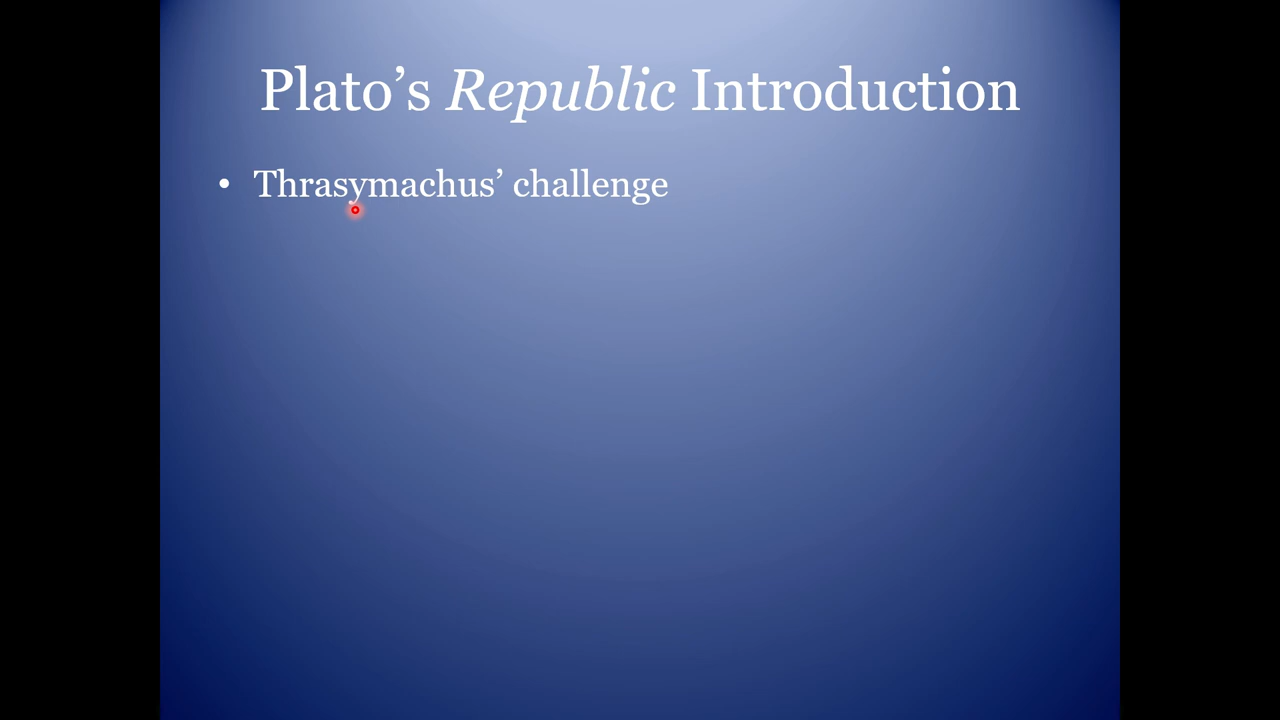 Plato’s Republic Introduction
• Thrasymachus’ challenge